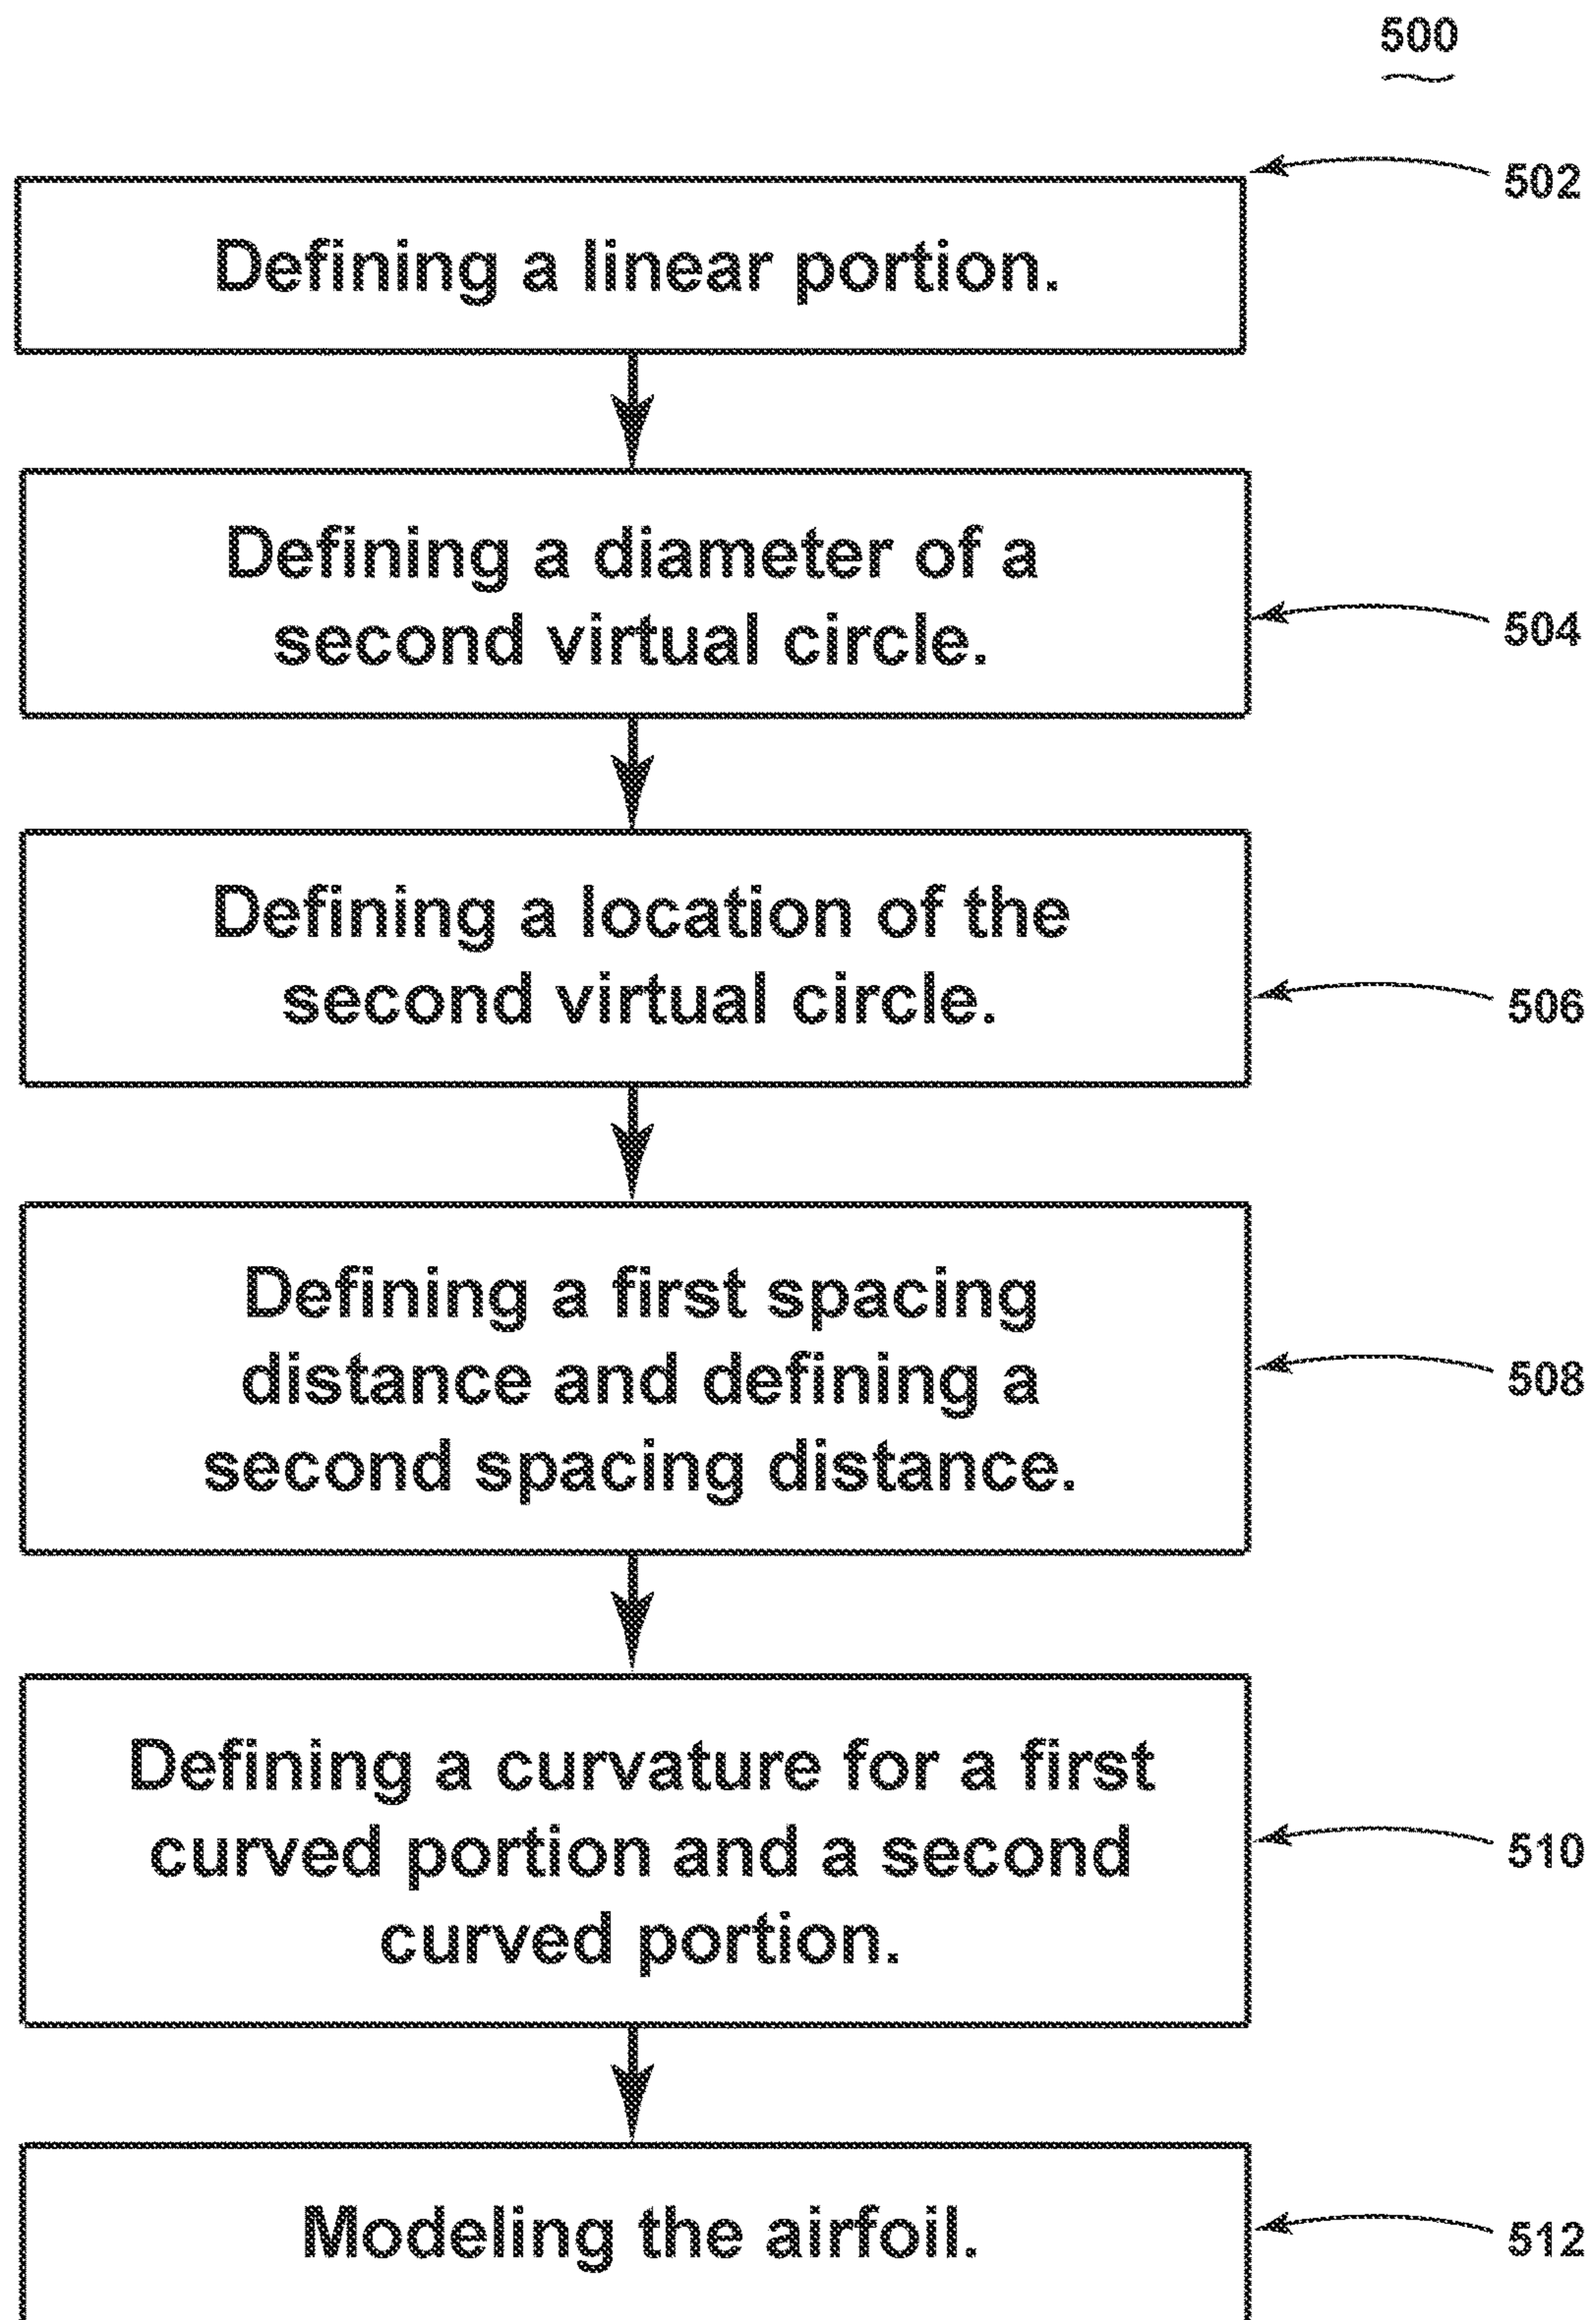 500
502
Defining a linear portion.
Defining a diameter of a
second virtual circle.
504
Defining a location of the
second virtual circle.
506
Defining a first spacing
distance and defining a
second spacing distance.
508
Defining a curvature for a first
curved portion and a second
curved portion.
510
Modeling the airfoil.
512